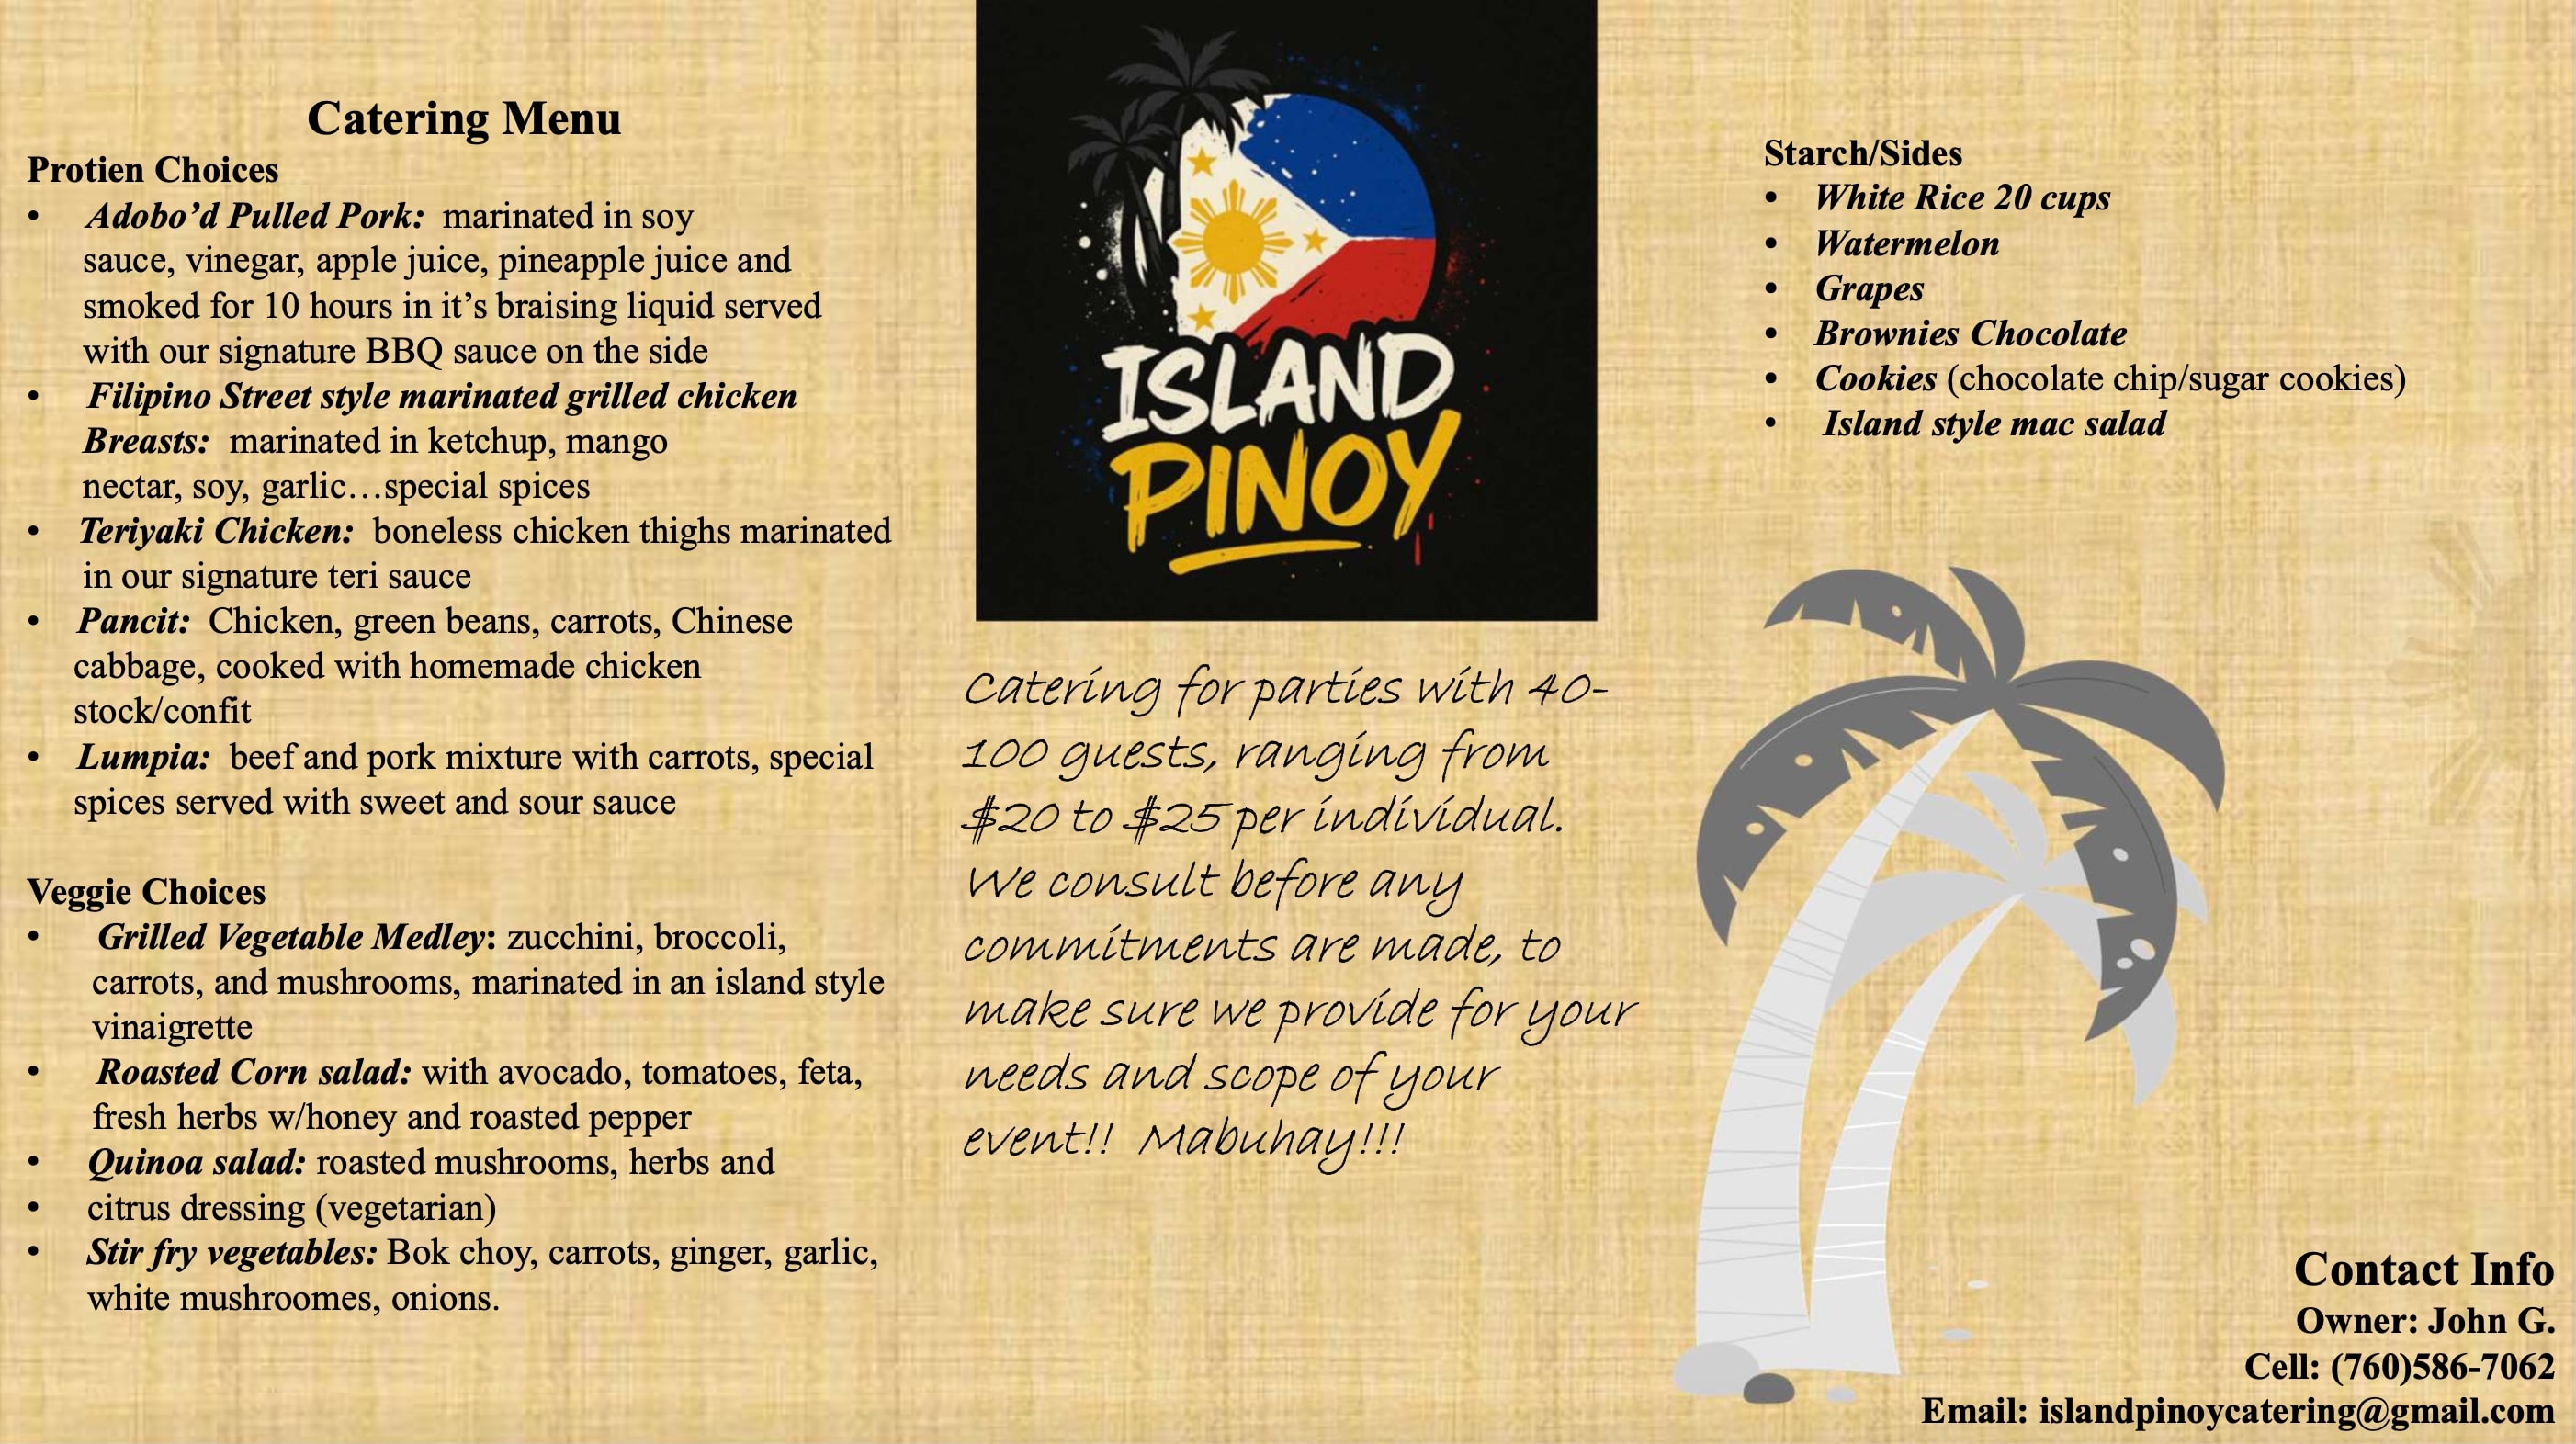 Catering Menu
Protien Choices
• Adobo’d Pulled Pork: marinated in soy
sauce, vinegar, apple juice, pineapple juice and
smoked for 10 hours in it’s braising liquid served
with our signature BBQ sauce on the side
• Filipino Street style marinated grilled chicken
Breasts: marinated in ketchup, mango
nectar, soy, garlic…special spices
• Teriyaki Chicken: boneless chicken thighs marinated
in our signature teri sauce
• Pancit: Chicken, green beans, carrots, Chinese
cabbage, cooked with homemade chicken
stock/confit
• Lumpia: beef and pork mixture with carrots, special
spices served with sweet and sour sauce
Veggie Choices
• Grilled Vegetable Medley: zucchini, broccoli,
carrots, and mushrooms, marinated in an island style
vinaigrette
• Roasted Corn salad: with avocado, tomatoes, feta,
fresh herbs w/honey and roasted pepper
• Quinoa salad: roasted mushrooms, herbs and
• citrus dressing (vegetarian)
• Stir fry vegetables: Bok choy, carrots, ginger, garlic,
white mushroomes, onions.
ISLAND
PINOY
Catering for parties with 40-
100 guests, ranging from
$20 to $25 per individual.
We consult before any
commitments are made, to
make sure we provide for your
needs and scope of your
event!! Mabuhay!!!
Starch/Sides
• White Rice 20 cups
• Watermelon
• Grapes
• Brownies Chocolate
• Cookies (chocolate chip/sugar cookies)
• Island style mac salad
Contact Info
Owner: John G.
Cell: (760)586-7062
Email: islandpinoycatering@gmail.com